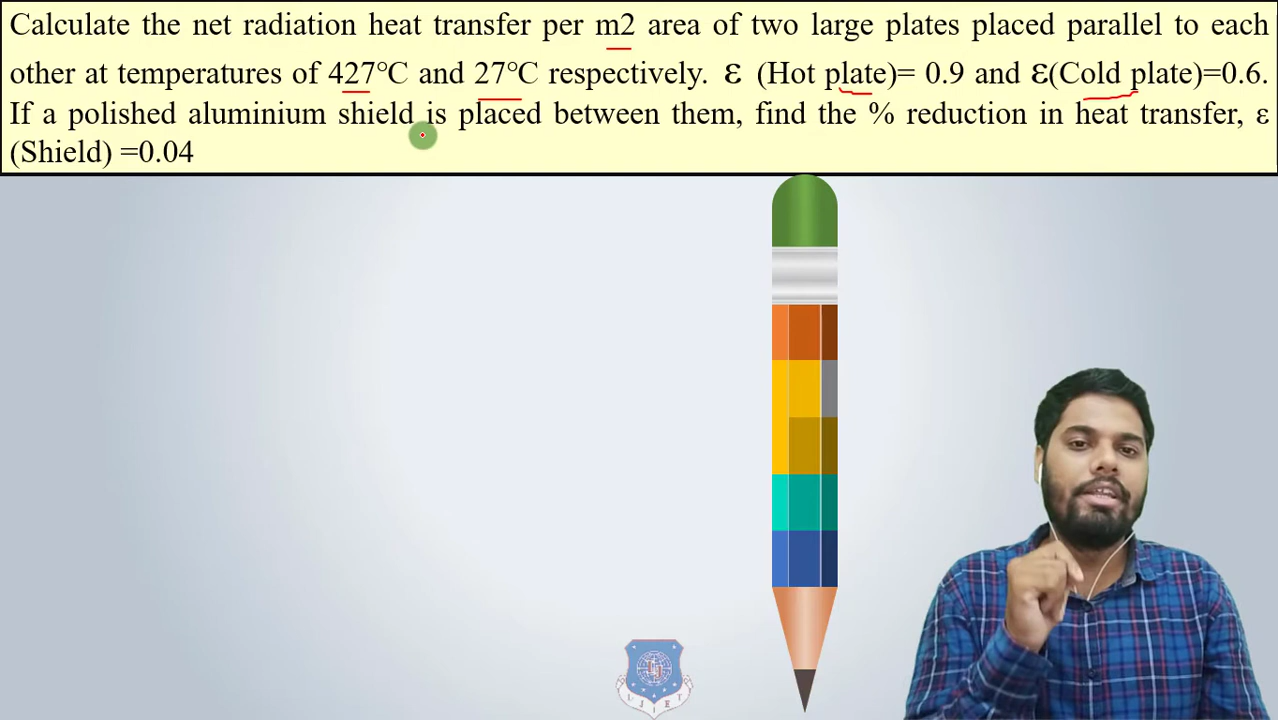 Calculate the net radiation heat transfer per m2 area of two large plates placed parallel to each
other at temperatures of 427°C and 27°C respectively. ε (Hot plate)= 0.9 and ε(Cold plate)=0.6.
If a polished aluminium shield is placed between them, find the % reduction in heat transfer, ε
(Shield) =0.04